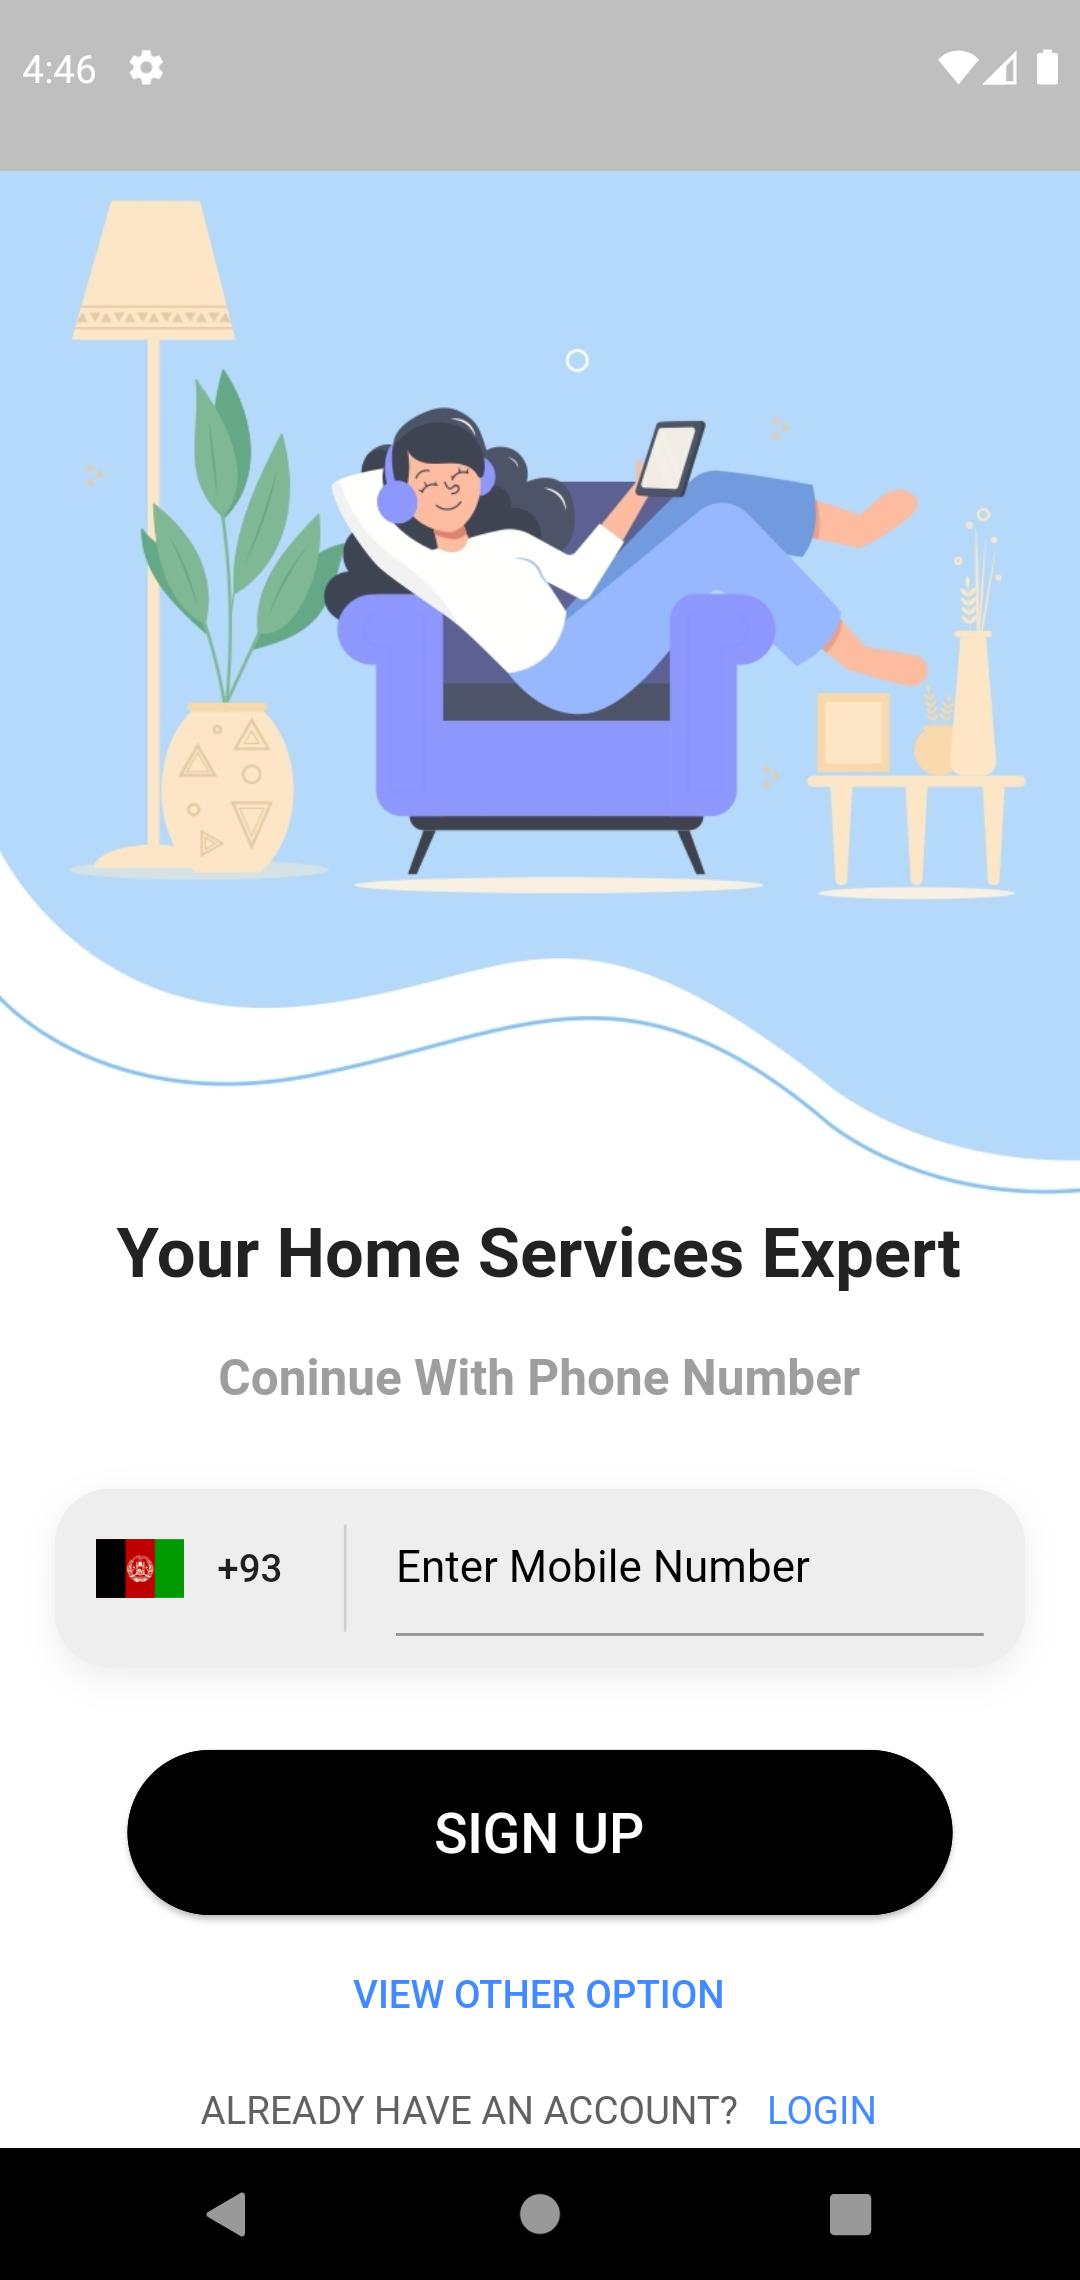 4:46
Your Home Services Expert
Coninue With Phone Number
+93 Enter Mobile Number
SIGN UP
VIEW OTHER OPTION
ALREADY HAVE AN ACCOUNT? LOGIN